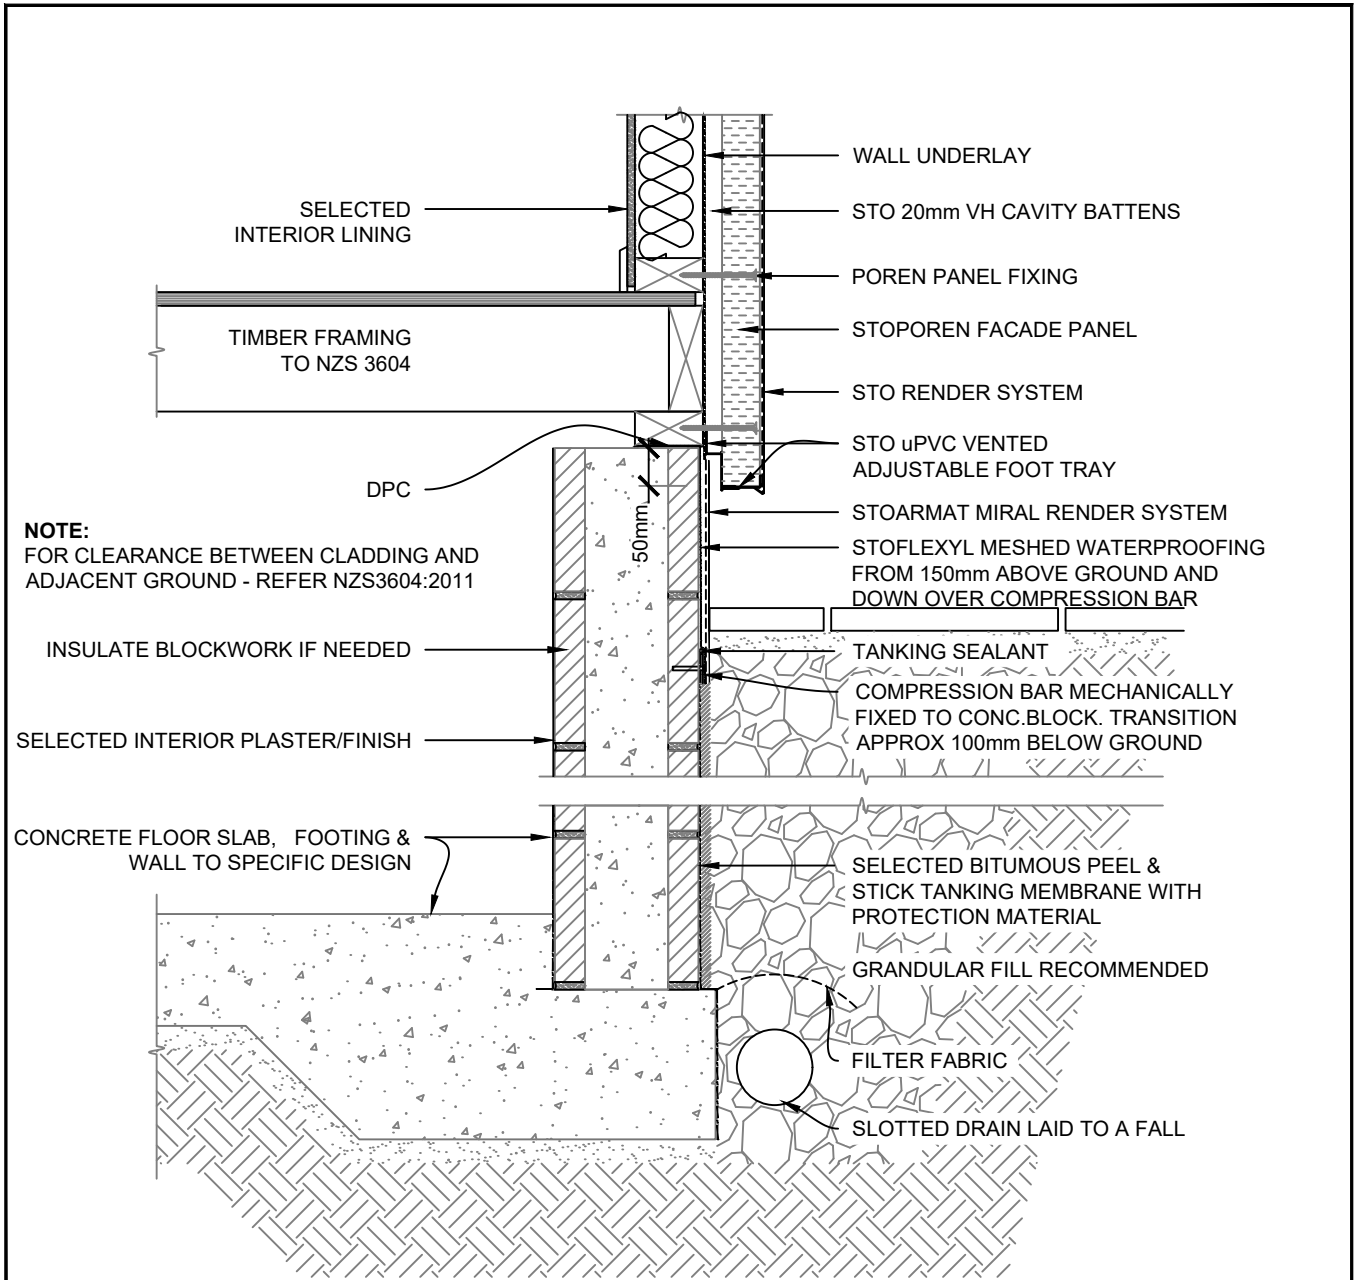 WALL UNDERLAY
SELECTED
INTERIOR LINING
STO 20mm VH CAVITY BATTENS
POREN PANEL FIXING
TIMBER FRAMING
TO NZS 3604
STOPOREN FACADE PANEL
STO RENDER SYSTEM
STO uPVC VENTED
ADJUSTABLE FOOT TRAY
DPC
50mm
STOARMAT MIRAL RENDER SYSTEM
NOTE:
FOR CLEARANCE BETWEEN CLADDING AND
ADJACENT GROUND - REFER NZS3604:2011
STOFLEXYL MESHED WATERPROOFING
FROM 150mm ABOVE GROUND AND
DOWN OVER COMPRESSION BAR
INSULATE BLOCKWORK IF NEEDED
TANKING SEALANT
COMPRESSION BAR MECHANICALLY
FIXED TO CONC.BLOCK. TRANSITION
APPROX 100mm BELOW GROUND
SELECTED INTERIOR PLASTER/FINISH
CONCRETE FLOOR SLAB, FOOTING &
WALL TO SPECIFIC DESIGN
SELECTED BITUMOUS PEEL &
STICK TANKING MEMBRANE WITH
PROTECTION MATERIAL
GRANDULAR FILL RECOMMENDED
FILTER FABRIC
SLOTTED DRAIN LAID TO A FALL